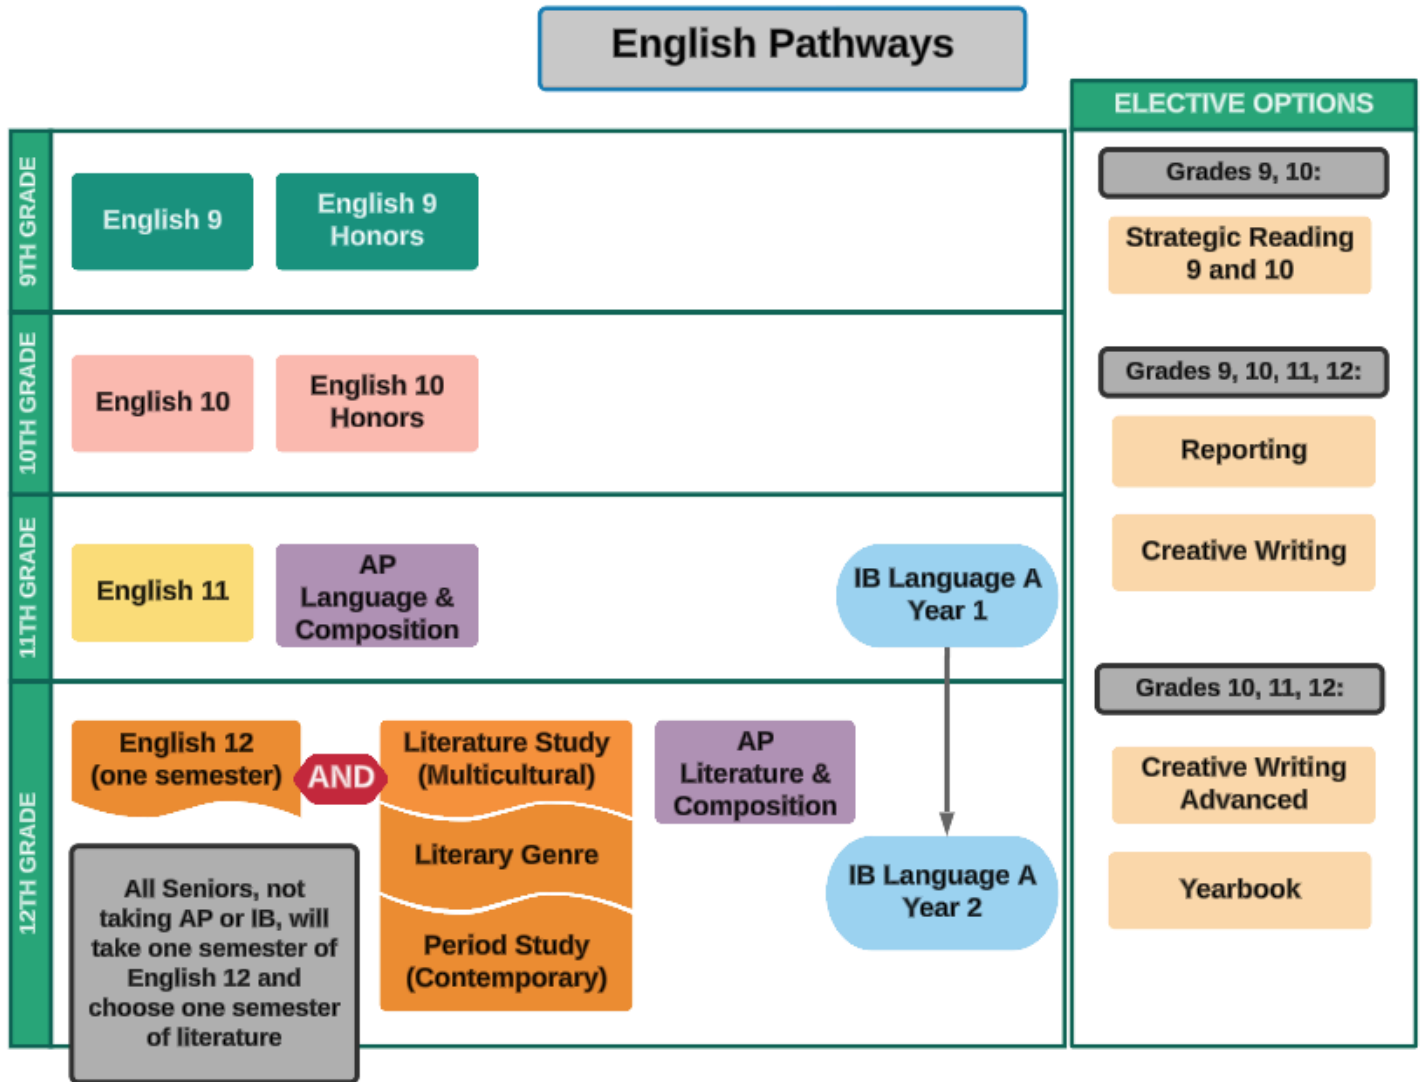 English Pathways
ELECTIVE OPTIONS
9TH GRADE
English 9
English 9
Honors
10TH GRADE
English 10
English 10
Honors
11TH GRADE
English 11
AP
Language &
Composition
IB Language A
Year 1
12TH GRADE
English 12
(one semester)
AND
Literature Study
(Multicultural)
Literary Genre
Period Study
(Contemporary)
AP
Literature &
Composition
IB Language A
Year 2
All Seniors, not
taking AP or IB, will
take one semester of
English 12 and
choose one semester
of literature
Grades 9, 10:
Strategic Reading
9 and 10
Grades 9, 10, 11, 12:
Reporting
Creative Writing
Grades 10, 11, 12:
Creative Writing
Advanced
Yearbook